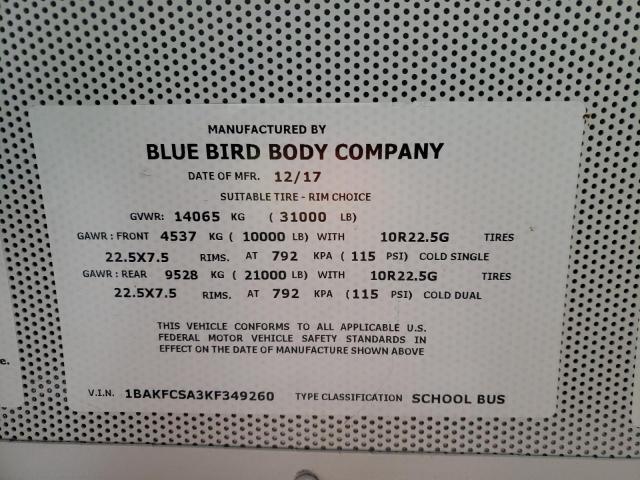 MANUFACTURED BY
BLUE BIRD BODY COMPANY
DATE OF MFR. 12/17
SUITABLE TIRE - RIM CHOICE
GVWR: 14065 KG ( 31000 LB)
GAWR : FRONT 4537 KG ( 10000 LB) WITH 10R22.5G TIRES
22.5X7.5 RIMS. AT 792 KPA ( 115 PSI) COLD SINGLE
GAWR : REAR 9528 KG ( 21000 LB) WITH 10R22.5G TIRES
22.5X7.5 RIMS. AT 792 KPA ( 115 PSI) COLD DUAL
THIS VEHICLE CONFORMS TO ALL APPLICABLE U.S.
FEDERAL MOTOR VEHICLE SAFETY STANDARDS IN
EFFECT ON THE DATE OF MANUFACTURE SHOWN ABOVE
e.
V.I.N. 1BAKFCSA3KF349260 TYPE CLASSIFICATION SCHOOL BUS